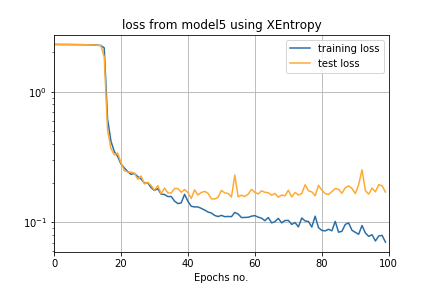 loss from model5 using XEntropy
training loss
test loss
10⁰
10⁻¹
0 20 40 60 80 100
Epochs no.